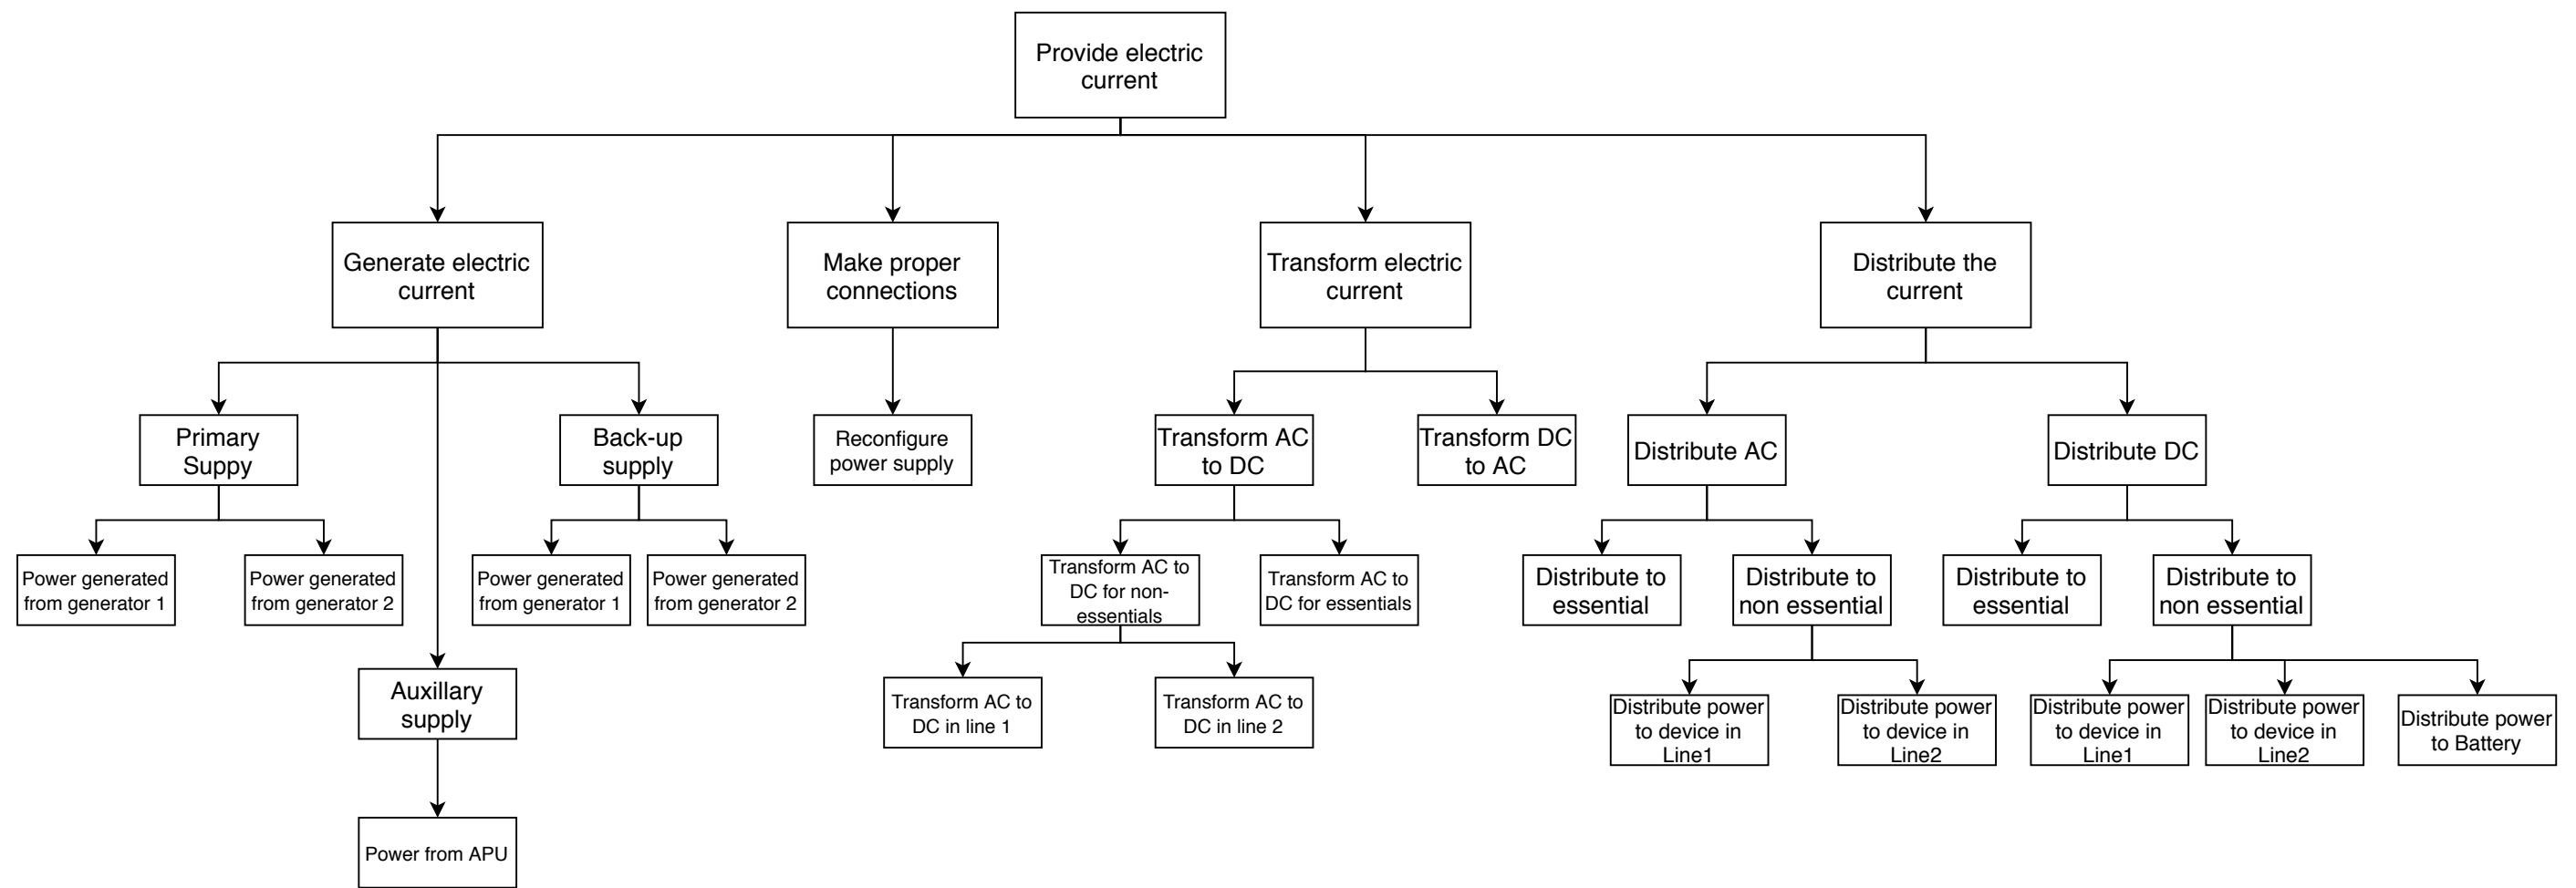 Provide electric
current
Generate electric
current
Make proper
connections
Transform electric
current
Distribute the
current
Primary
Suppy
Back-up
supply
Reconfigure
power supply
Transform AC
to DC
Transform DC
to AC
Distribute AC
Distribute DC
Power generated
from generator 1
Power generated
from generator 2
Power generated
from generator 1
Power generated
from generator 2
Transform AC to
DC for non-
essentials
Transform AC to
DC for essentials
Distribute to
essential
Distribute to
non essential
Distribute to
essential
Distribute to
non essential
Auxillary
supply
Transform AC to
DC in line 1
Transform AC to
DC in line 2
Distribute power
to device in
Line1
Distribute power
to device in
Line2
Distribute power
to device in
Line1
Distribute power
to device in
Line2
Distribute power
to Battery
Power from APU